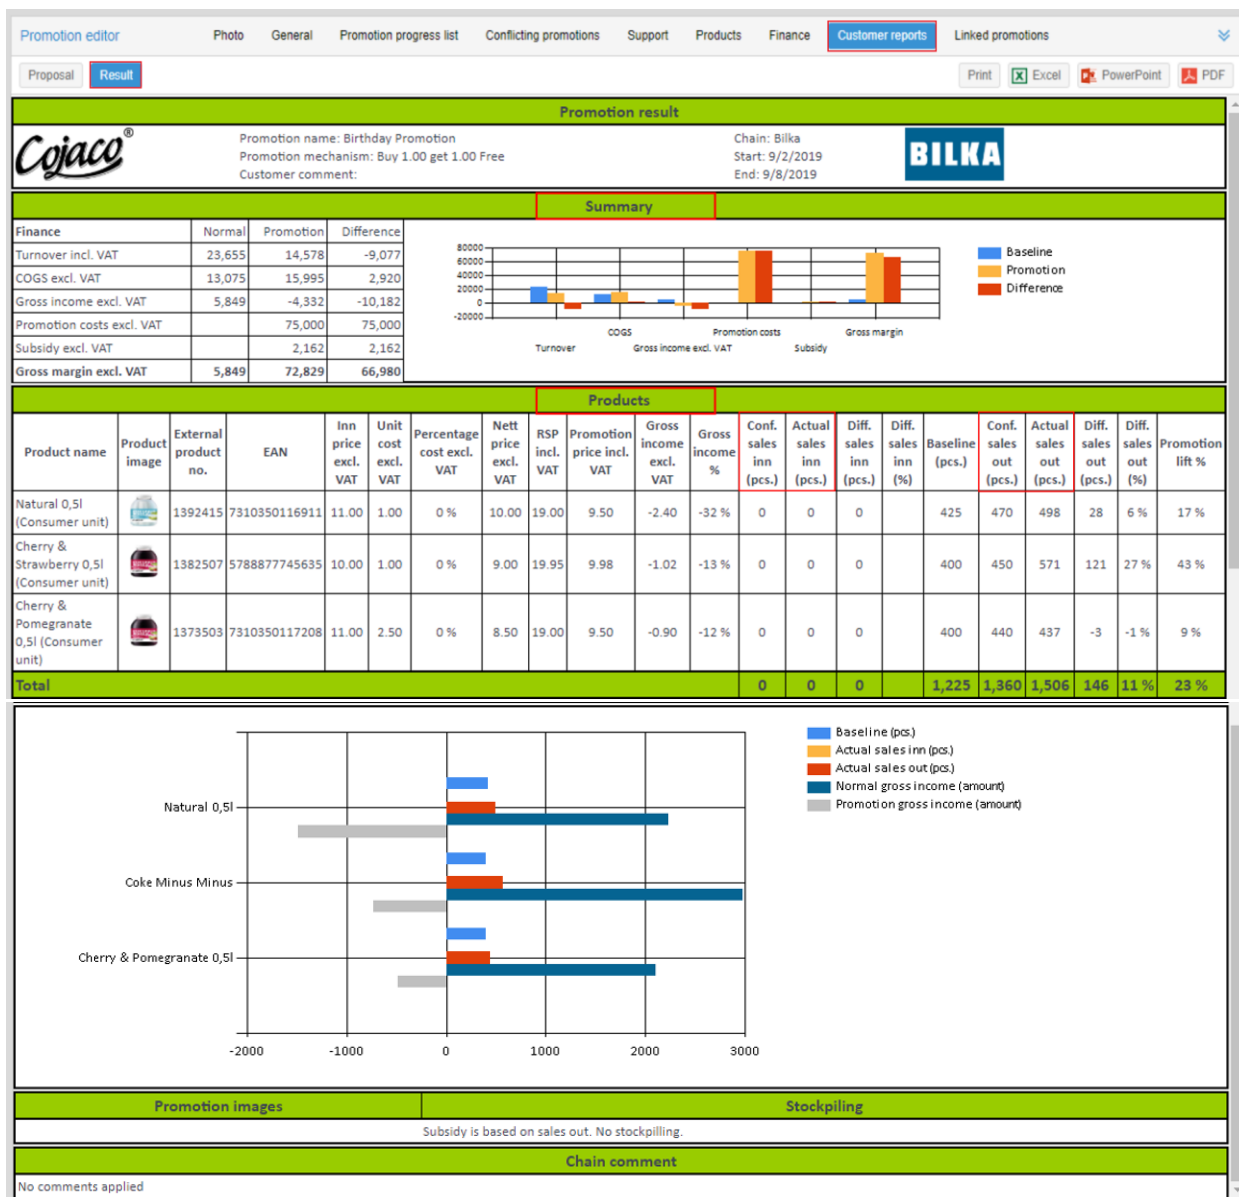 Promotion editor Photo General Promotion progress list Conflicting promotions Support Products Finance Customer reports Linked promotions
Proposal Result Print Excel PowerPoint PDF
Promotion result
Cojaco®
Promotion name: Birthday Promotion
Promotion mechanism: Buy 1.00 get 1.00 Free
Customer comment:
Chain: Bilka
Start: 9/2/2019
End: 9/8/2019
BILKA
Summary
Finance Normal Promotion Difference
Turnover incl. VAT 23,655 14,578 -9,077
COGS excl. VAT 13,075 15,995 2,920
Gross income excl. VAT 5,849 -4,332 -10,182
Promotion costs excl. VAT 75,000 75,000
Subsidy excl. VAT 2,162 2,162
Gross margin excl. VAT 5,849 72,829 66,980
80000
60000
40000
20000
0
-20000
COGS Promotion costs Gross margin
Turnover Gross income excl. VAT Subsidy
Baseline
Promotion
Difference
Products
Product name Product image External product no. EAN Inn price excl. VAT Unit cost excl. VAT Percentage cost excl. VAT Nett price excl. VAT RSP incl. VAT Promotion price incl. VAT Gross income excl. VAT Gross income % Conf. sales inn (pcs.) Actual sales inn (pcs.) Diff. sales inn (pcs.) Diff. sales inn (%) Baseline (pcs.) Conf. sales out (pcs.) Actual sales out (pcs.) Diff. sales out (pcs.) Diff. sales out (%) Promotion lift %
Natural 0,5l (Consumer unit) 1392415 7310350116911 11.00 1.00 0 % 10.00 19.00 9.50 -2.40 -32 % 0 0 0 425 470 498 28 6 % 17 %
Cherry & Strawberry 0,5l (Consumer unit) 1382507 5788877745635 10.00 1.00 0 % 9.00 19.95 9.98 -1.02 -13 % 0 0 0 400 450 571 121 27 % 43 %
Cherry & Pomegranate 0,5l (Consumer unit) 1373503 7310350117208 11.00 2.50 0 % 8.50 19.00 9.50 -0.90 -12 % 0 0 0 400 440 437 -3 -1 % 9 %
Total 0 0 0 1,225 1,360 1,506 146 11 % 23 %
Baseline (pcs.)
Actual sales inn (pcs.)
Actual sales out (pcs.)
Normal gross income (amount)
Promotion gross income (amount)
Natural 0,5l
Coke Minus Minus
Cherry & Pomegranate 0,5l
-2000 -1000 0 1000 2000 3000
Promotion images Stockpiling
Subsidy is based on sales out. No stockpilling.
Chain comment
No comments applied